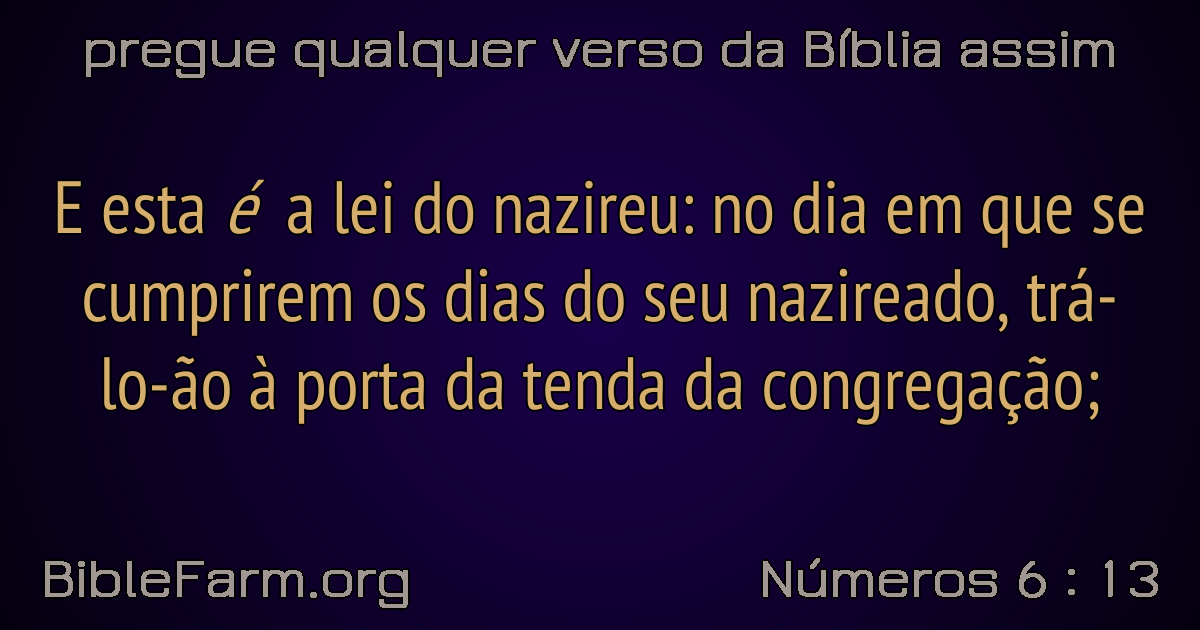 pregue qualquer verso da Bíblia assim
E esta é a lei do nazireu: no dia em que se
cumprirem os dias do seu nazireado, trá-
lo-ão à porta da tenda da congregação;
BibleFarm.org
Números 6 : 13